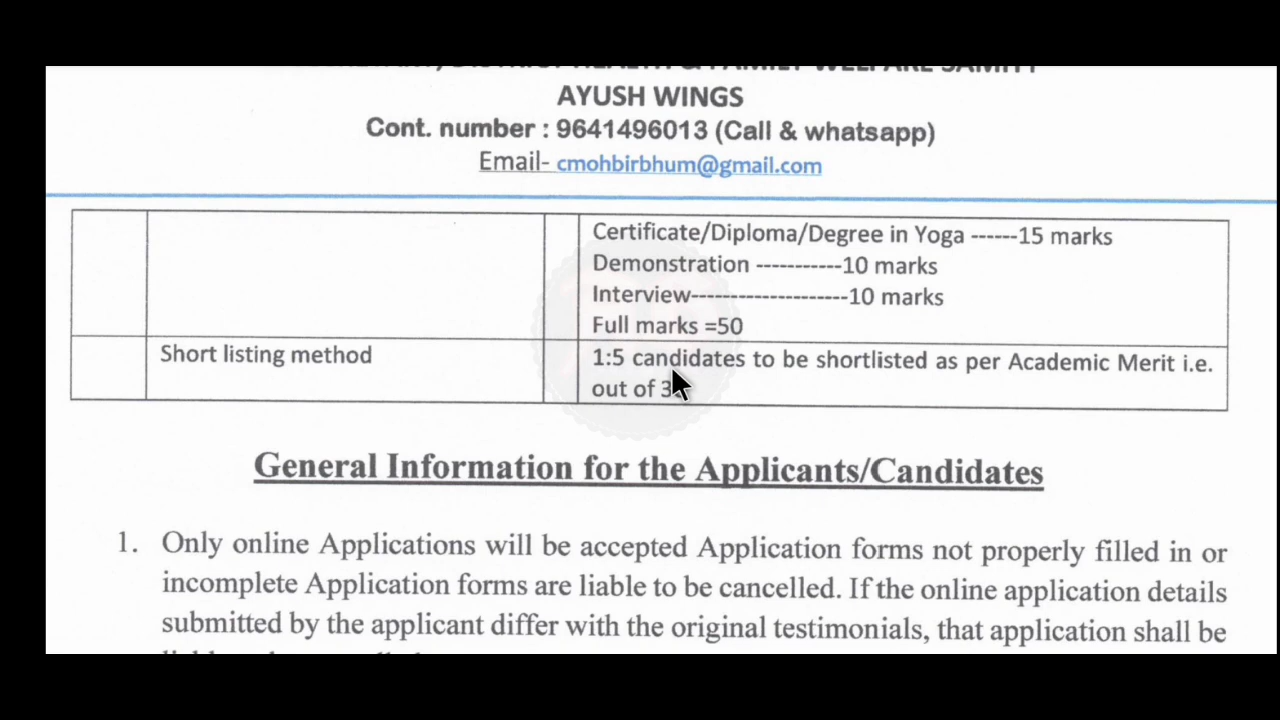 AYUSH WINGS
Cont. number : 9641496013 (Call & whatsapp)
Email- cmohbirbhum@gmail.com
Certificate/Diploma/Degree in Yoga ------15 marks
Demonstration -----------10 marks
Interview--------------------10 marks
Full marks =50
Short listing method
1:5 candidates to be shortlisted as per Academic Merit i.e.
out of
General Information for the Applicants/Candidates
1. Only online Applications will be accepted Application forms not properly filled in or
incomplete Application forms are liable to be cancelled. If the online application details
submitted by the applicant differ with the original testimonials, that application shall be